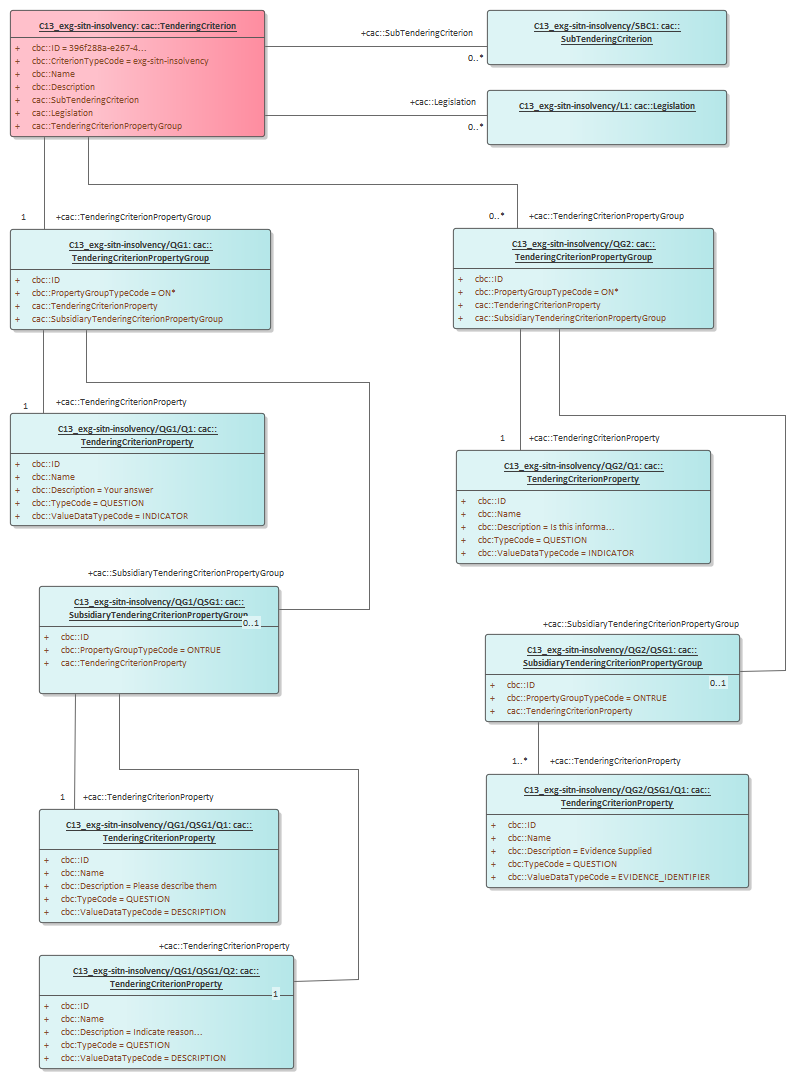 C13_exg-sitn-insolvency: cac::TenderingCriterion
+ cbc::ID = 396f288a-e267-4...
+ cbc::CriterionTypeCode = exg-sitn-insolvency
+ cbc::Name
+ cbc::Description
+ cac::SubTenderingCriterion
+ cac::Legislation
+ cac::TenderingCriterionPropertyGroup
+cac::SubTenderingCriterion
0..*
C13_exg-sitn-insolvency/SBC1: cac::
SubTenderingCriterion
+cac::Legislation
0..*
C13_exg-sitn-insolvency/L1: cac::Legislation
1
+cac::TenderingCriterionPropertyGroup
0..*
+cac::TenderingCriterionPropertyGroup
C13_exg-sitn-insolvency/QG1: cac::
TenderingCriterionPropertyGroup
+ cbc::ID
+ cbc::PropertyGroupTypeCode = ON*
+ cac::TenderingCriterionProperty
+ cac::SubsidiaryTenderingCriterionPropertyGroup
C13_exg-sitn-insolvency/QG2: cac::
TenderingCriterionPropertyGroup
+ cbc::ID
+ cbc::PropertyGroupTypeCode = ON*
+ cac::TenderingCriterionProperty
+ cac::SubsidiaryTenderingCriterionPropertyGroup
1
+cac::TenderingCriterionProperty
C13_exg-sitn-insolvency/QG1/Q1: cac::
TenderingCriterionProperty
+ cbc::ID
+ cbc::Name
+ cbc::Description = Your answer
+ cbc::TypeCode = QUESTION
+ cbc::ValueDataTypeCode = INDICATOR
1
+cac::TenderingCriterionProperty
C13_exg-sitn-insolvency/QG2/Q1: cac::
TenderingCriterionProperty
+ cbc::ID
+ cbc::Name
+ cbc::Description = Is this informa...
+ cbc:TypeCode = QUESTION
+ cbc::ValueDataTypeCode = INDICATOR
+cac::SubsidiaryTenderingCriterionPropertyGroup
C13_exg-sitn-insolvency/QG1/QSG1: cac::
SubsidiaryTenderingCriterionPropertyGroup
0..1
+ cbc::ID
+ cbc::PropertyGroupTypeCode = ONTRUE
+ cac::TenderingCriterionProperty
+cac::SubsidiaryTenderingCriterionPropertyGroup
C13_exg-sitn-insolvency/QG2/QSG1: cac::
SubsidiaryTenderingCriterionPropertyGroup
0..1
+ cbc::ID
+ cbc::PropertyGroupTypeCode = ONTRUE
+ cac::TenderingCriterionProperty
1..*
+cac::TenderingCriterionProperty
C13_exg-sitn-insolvency/QG2/QSG1/Q1: cac::
TenderingCriterionProperty
+ cbc::ID
+ cbc::Name
+ cbc::Description = Evidence Supplied
+ cbc:TypeCode = QUESTION
+ cbc::ValueDataTypeCode = EVIDENCE_IDENTIFIER
1
+cac::TenderingCriterionProperty
C13_exg-sitn-insolvency/QG1/QSG1/Q1: cac::
TenderingCriterionProperty
+ cbc::ID
+ cbc::Name
+ cbc::Description = Please describe them
+ cbc:TypeCode = QUESTION
+ cbc::ValueDataTypeCode = DESCRIPTION
+cac::TenderingCriterionProperty
C13_exg-sitn-insolvency/QG1/QSG1/Q2: cac::
TenderingCriterionProperty
1
+ cbc::ID
+ cbc::Name
+ cbc::Description = Indicate reason...
+ cbc:TypeCode = QUESTION
+ cbc::ValueDataTypeCode = DESCRIPTION